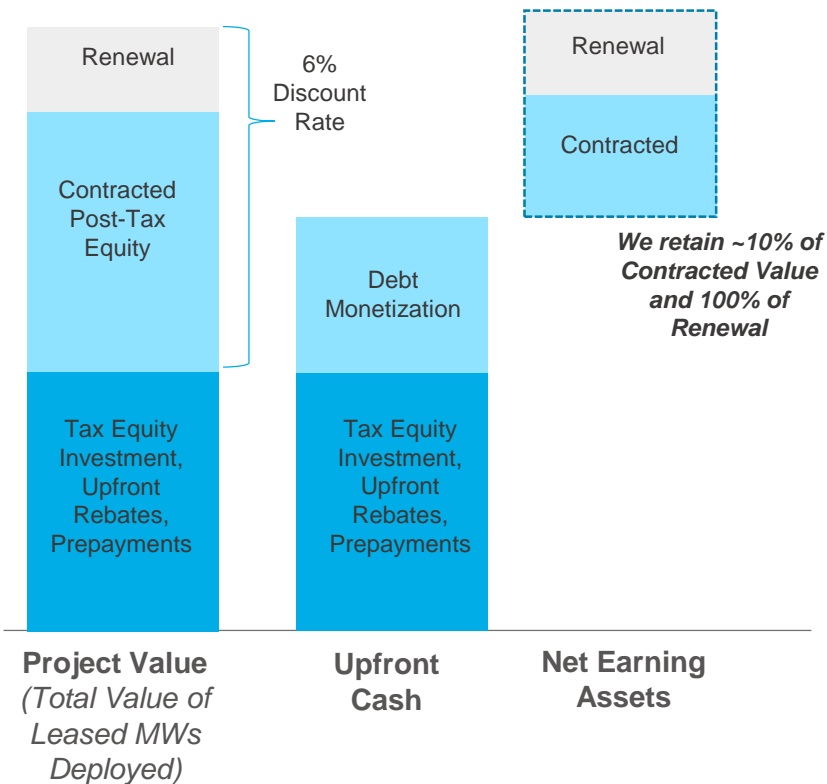 Renewal
Contracted
Post-Tax
Equity
Tax Equity
Investment,
Upfront
Rebates,
Prepayments
6%
Discount
Rate
Debt
Monetization
Tax Equity
Investment,
Upfront
Rebates,
Prepayments
Renewal
Contracted
We retain ~10% of
Contracted Value
and 100% of
Renewal
Project Value
(Total Value of
Leased MWs
Deployed)
Upfront
Cash
Net Earning
Assets